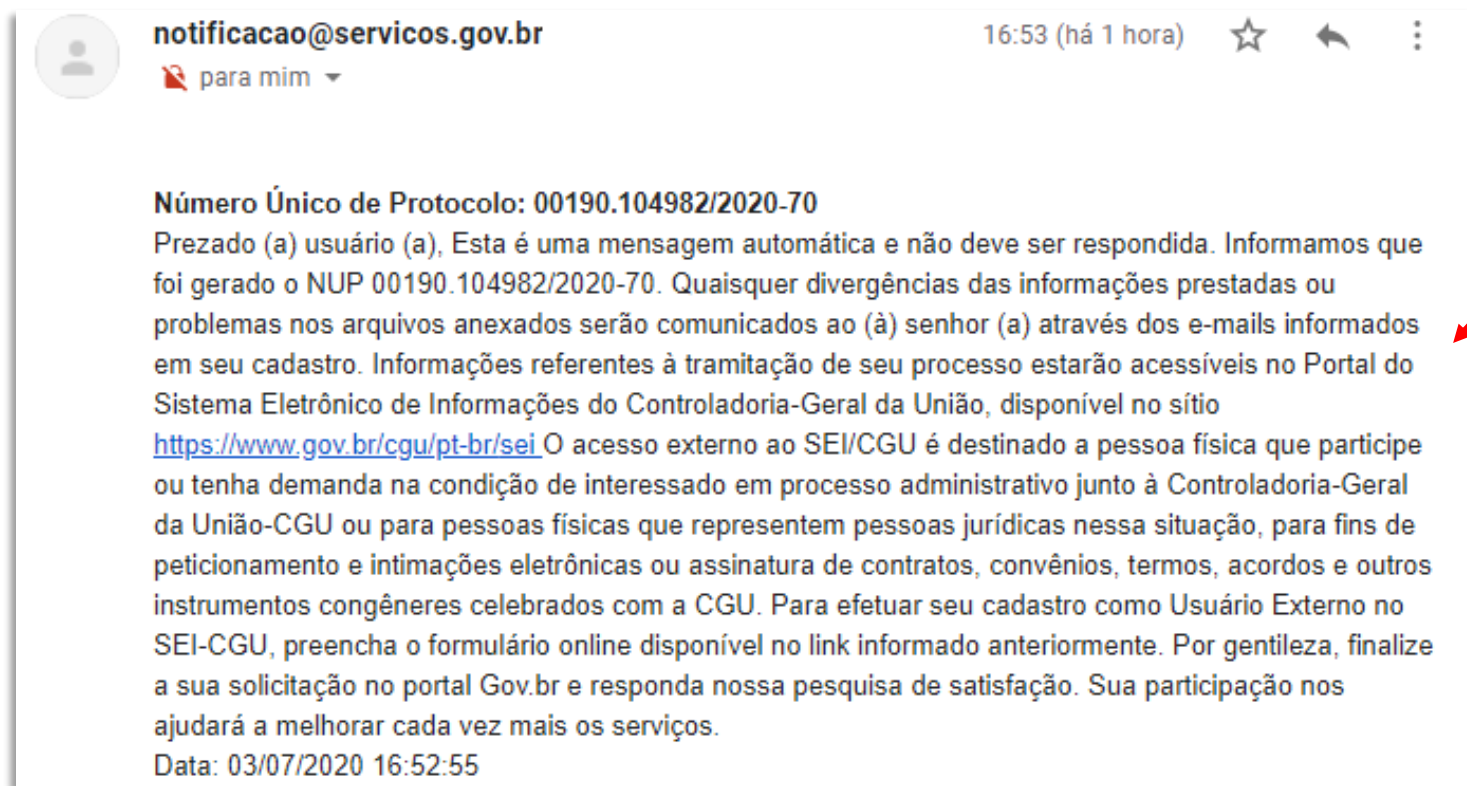 notificacao@servicos.gov.br 16:53 (há 1 hora)
para mim
Número Único de Protocolo: 00190.104982/2020-70
Prezado (a) usuário (a), Esta é uma mensagem automática e não deve ser respondida. Informamos que
foi gerado o NUP 00190.104982/2020-70. Quaisquer divergências das informações prestadas ou
problemas nos arquivos anexados serão comunicados ao (à) senhor (a) através dos e-mails informados
em seu cadastro. Informações referentes à tramitação de seu processo estarão acessíveis no Portal do
Sistema Eletrônico de Informações do Controladoria-Geral da União, disponível no sítio
https://www.gov.br/cgu/pt-br/sei O acesso externo ao SEI/CGU é destinado a pessoa física que participe
ou tenha demanda na condição de interessado em processo administrativo junto à Controladoria-Geral
da União-CGU ou para pessoas físicas que representem pessoas jurídicas nessa situação, para fins de
peticionamento e intimações eletrônicas ou assinatura de contratos, convênios, termos, acordos e outros
instrumentos congêneres celebrados com a CGU. Para efetuar seu cadastro como Usuário Externo no
SEI-CGU, preencha o formulário online disponível no link informado anteriormente. Por gentileza, finalize
a sua solicitação no portal Gov.br e responda nossa pesquisa de satisfação. Sua participação nos
ajudará a melhorar cada vez mais os serviços.
Data: 03/07/2020 16:52:55